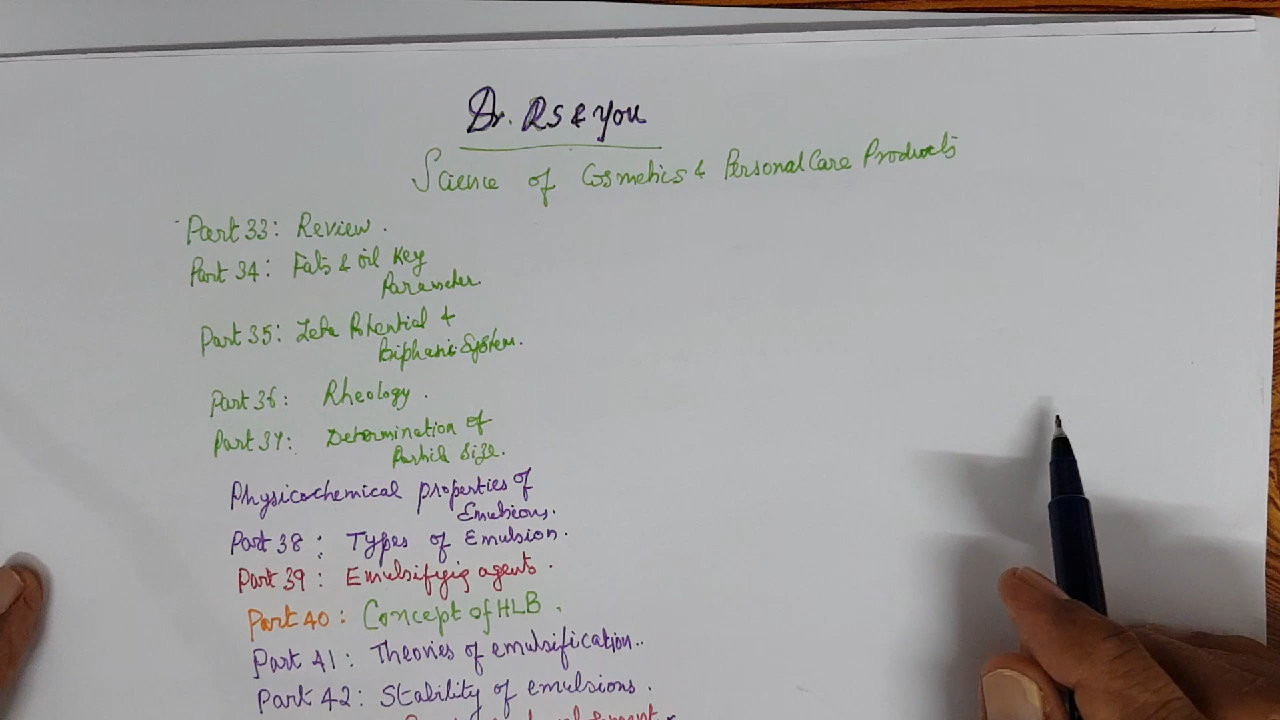 Dr. RS & You
Science of Cosmetics & Personal Care Products
Part 33: Review.
Part 34: Fats & oil Key
Parameter.
Part 35: Zeta Potential &
Biphasic System.
Part 36: Rheology.
Part 37: Determination of
Particle Size.
Physicochemical properties of
Emulsions.
Part 38: Types of Emulsion.
Part 39: Emulsifying agents.
Part 40: Concept of HLB.
Part 41: Theories of emulsification..
Part 42: Stability of emulsions.